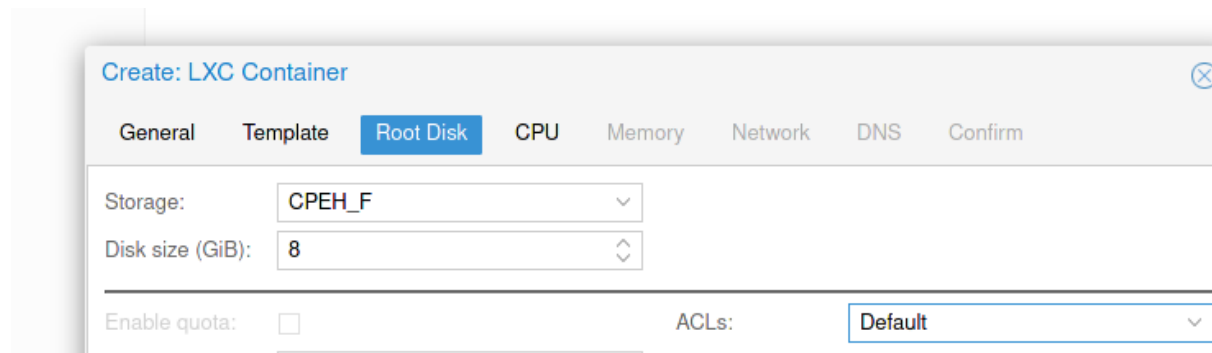 Create: LXC Container
General Template Root Disk CPU Memory Network DNS Confirm
Storage: CPEH_F
Disk size (GiB): 8
Enable quota: ACLs: Default